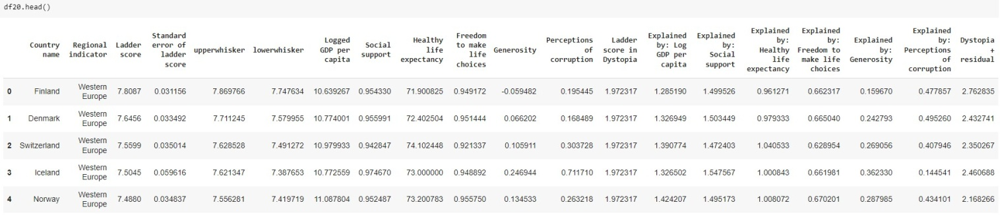 df20.head()
Country name Regional indicator Ladder score Standard error of ladder score upperwhisker lowerwhisker Logged GDP per capita Social support Healthy life expectancy Freedom to make life choices Generosity Perceptions of corruption Ladder score in Dystopia Explained by: Log GDP per capita Explained by: Social support Explained by: Healthy life expectancy Explained by: Freedom to make life choices Explained by: Generosity Explained by: Perceptions of corruption Dystopia + residual
0 Finland Western Europe 7.8087 0.031156 7.869766 7.747634 10.639267 0.954330 71.900825 0.949172 -0.059482 0.195445 1.972317 1.285190 1.499526 0.961271 0.662317 0.159670 0.477857 2.762835
1 Denmark Western Europe 7.6456 0.033492 7.711245 7.579955 10.774001 0.955991 72.402504 0.951444 0.066202 0.168489 1.972317 1.326949 1.503449 0.979333 0.665040 0.242793 0.495260 2.432741
2 Switzerland Western Europe 7.5599 0.035014 7.628528 7.491272 10.979933 0.942847 74.102448 0.921337 0.105911 0.303728 1.972317 1.390774 1.472403 1.040533 0.628954 0.269056 0.407946 2.350267
3 Iceland Western Europe 7.5045 0.059616 7.621347 7.387653 10.772559 0.974670 73.000000 0.948892 0.246944 0.711710 1.972317 1.326502 1.547567 1.000843 0.661981 0.362330 0.144541 2.460688
4 Norway Western Europe 7.4880 0.034837 7.556281 7.419719 11.087804 0.952487 73.200783 0.955750 0.134533 0.263218 1.972317 1.424207 1.495173 1.008072 0.670201 0.287985 0.434101 2.168266